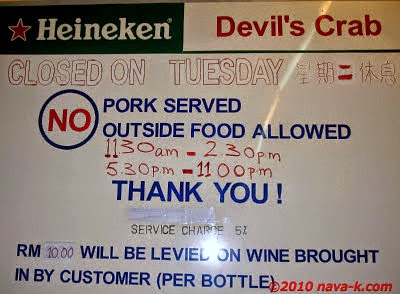 Heineken Devil's Crab
CLOSED ON TUESDAY 星期二休息
NO PORK SERVED
OUTSIDE FOOD ALLOWED
1130am - 2.30pm
5.30pm - 11.00pm
THANK YOU!
SERVICE CHARGE 5%
RM 10.00 WILL BE LEVIED ON WINE BROUGHT
IN BY CUSTOMER (PER BOTTLE)
©2010 nava-k.com